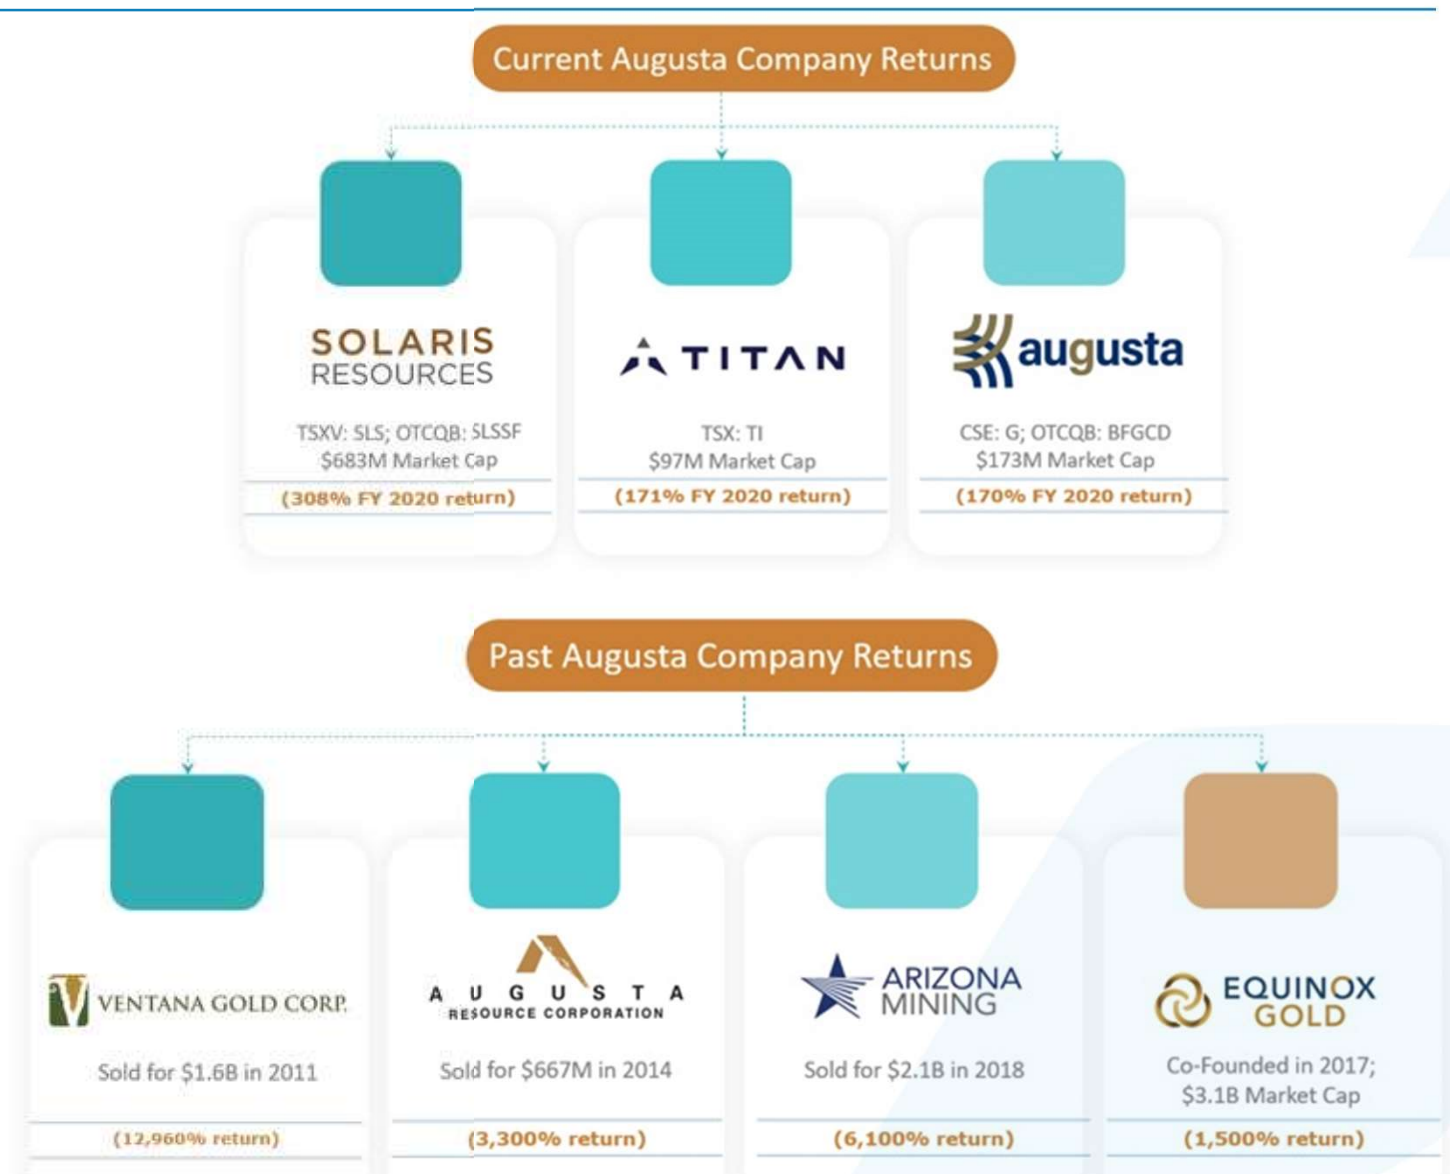 Current Augusta Company Returns
SOLARIS
RESOURCES
TSXV: SLS; OTCQB: SLSSF
$683M Market Cap
(308% FY 2020 return)
TITAN
TSX: TI
$97M Market Cap
(171% FY 2020 return)
augusta
CSE: G; OTCQB: BFGCD
$173M Market Cap
(170% FY 2020 return)
Past Augusta Company Returns
VENTANA GOLD CORP.
Sold for $1.6B in 2011
(12,960% return)
AUGUSTA
RESOURCE CORPORATION
Sold for $667M in 2014
(3,300% return)
ARIZONA
MINING
Sold for $2.1B in 2018
(6,100% return)
EQUINOX
GOLD
Co-Founded in 2017;
$3.1B Market Cap
(1,500% return)